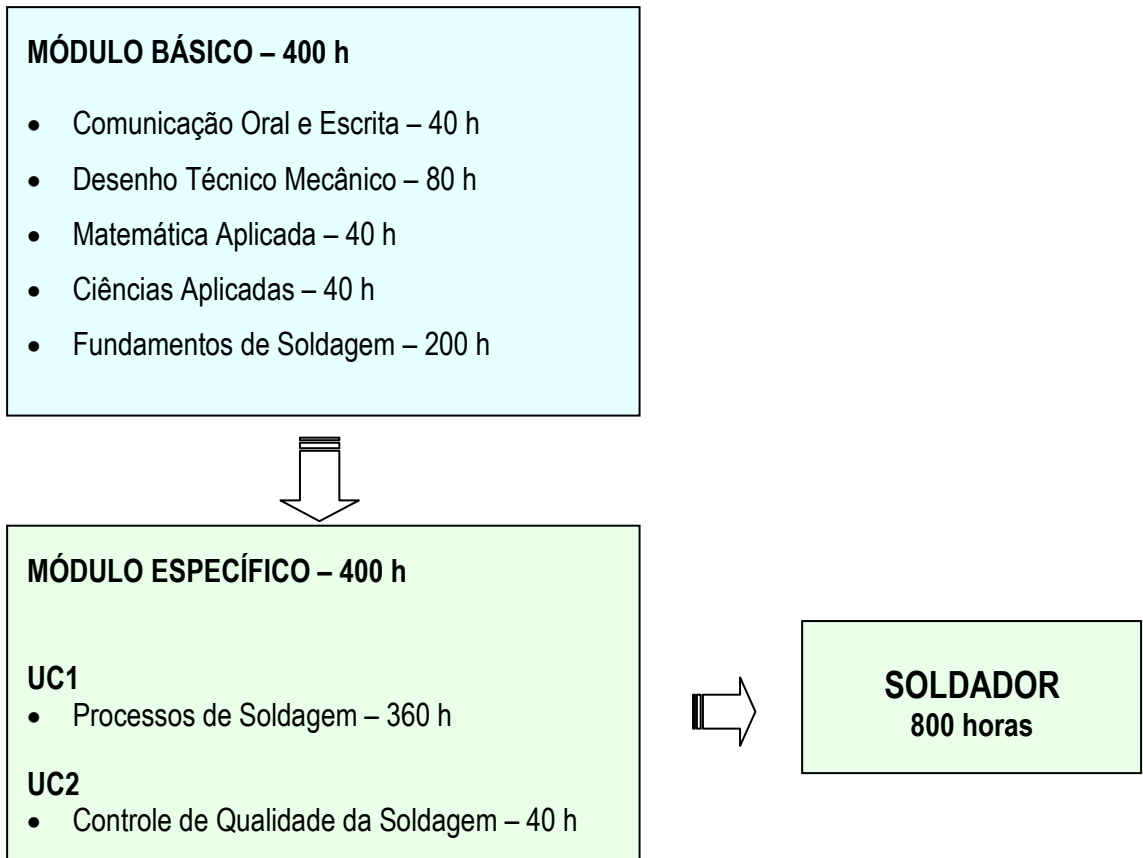 MÓDULO BÁSICO – 400 h
• Comunicação Oral e Escrita – 40 h
• Desenho Técnico Mecânico – 80 h
• Matemática Aplicada – 40 h
• Ciências Aplicadas – 40 h
• Fundamentos de Soldagem – 200 h
MÓDULO ESPECÍFICO – 400 h
UC1
• Processos de Soldagem – 360 h
UC2
• Controle de Qualidade da Soldagem – 40 h
SOLDADOR
800 horas